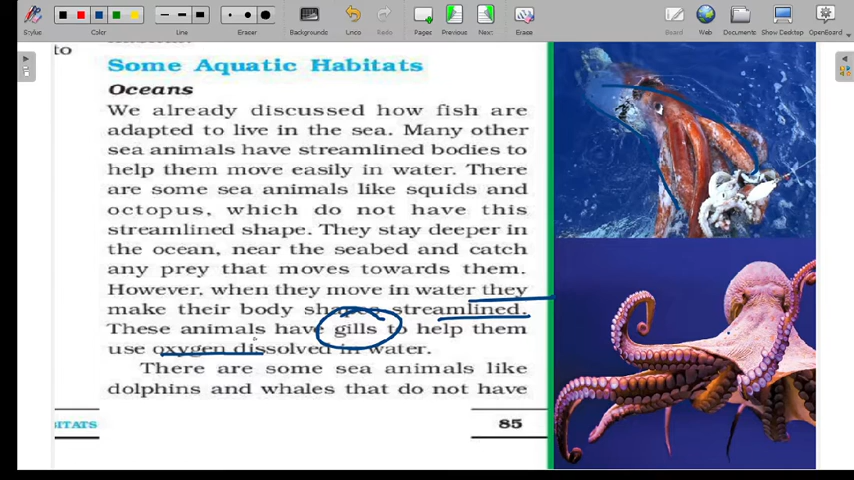 Stylus
Color
Line
Eraser
Backgrounds
Undo
Redo
Pages
Previous
Next
Erase
Board
Web
Documents
Show Desktop
OpenBoard
to
Some Aquatic Habitats
Oceans
We already discussed how fish are
adapted to live in the sea. Many other
sea animals have streamlined bodies to
help them move easily in water. There
are some sea animals like squids and
octopus, which do not have this
streamlined shape. They stay deeper in
the ocean, near the seabed and catch
any prey that moves towards them.
However, when they move in water they
make their body shapes streamlined.
These animals have gills to help them
use oxygen dissolved in water.
There are some sea animals like
dolphins and whales that do not have
ITATS
85